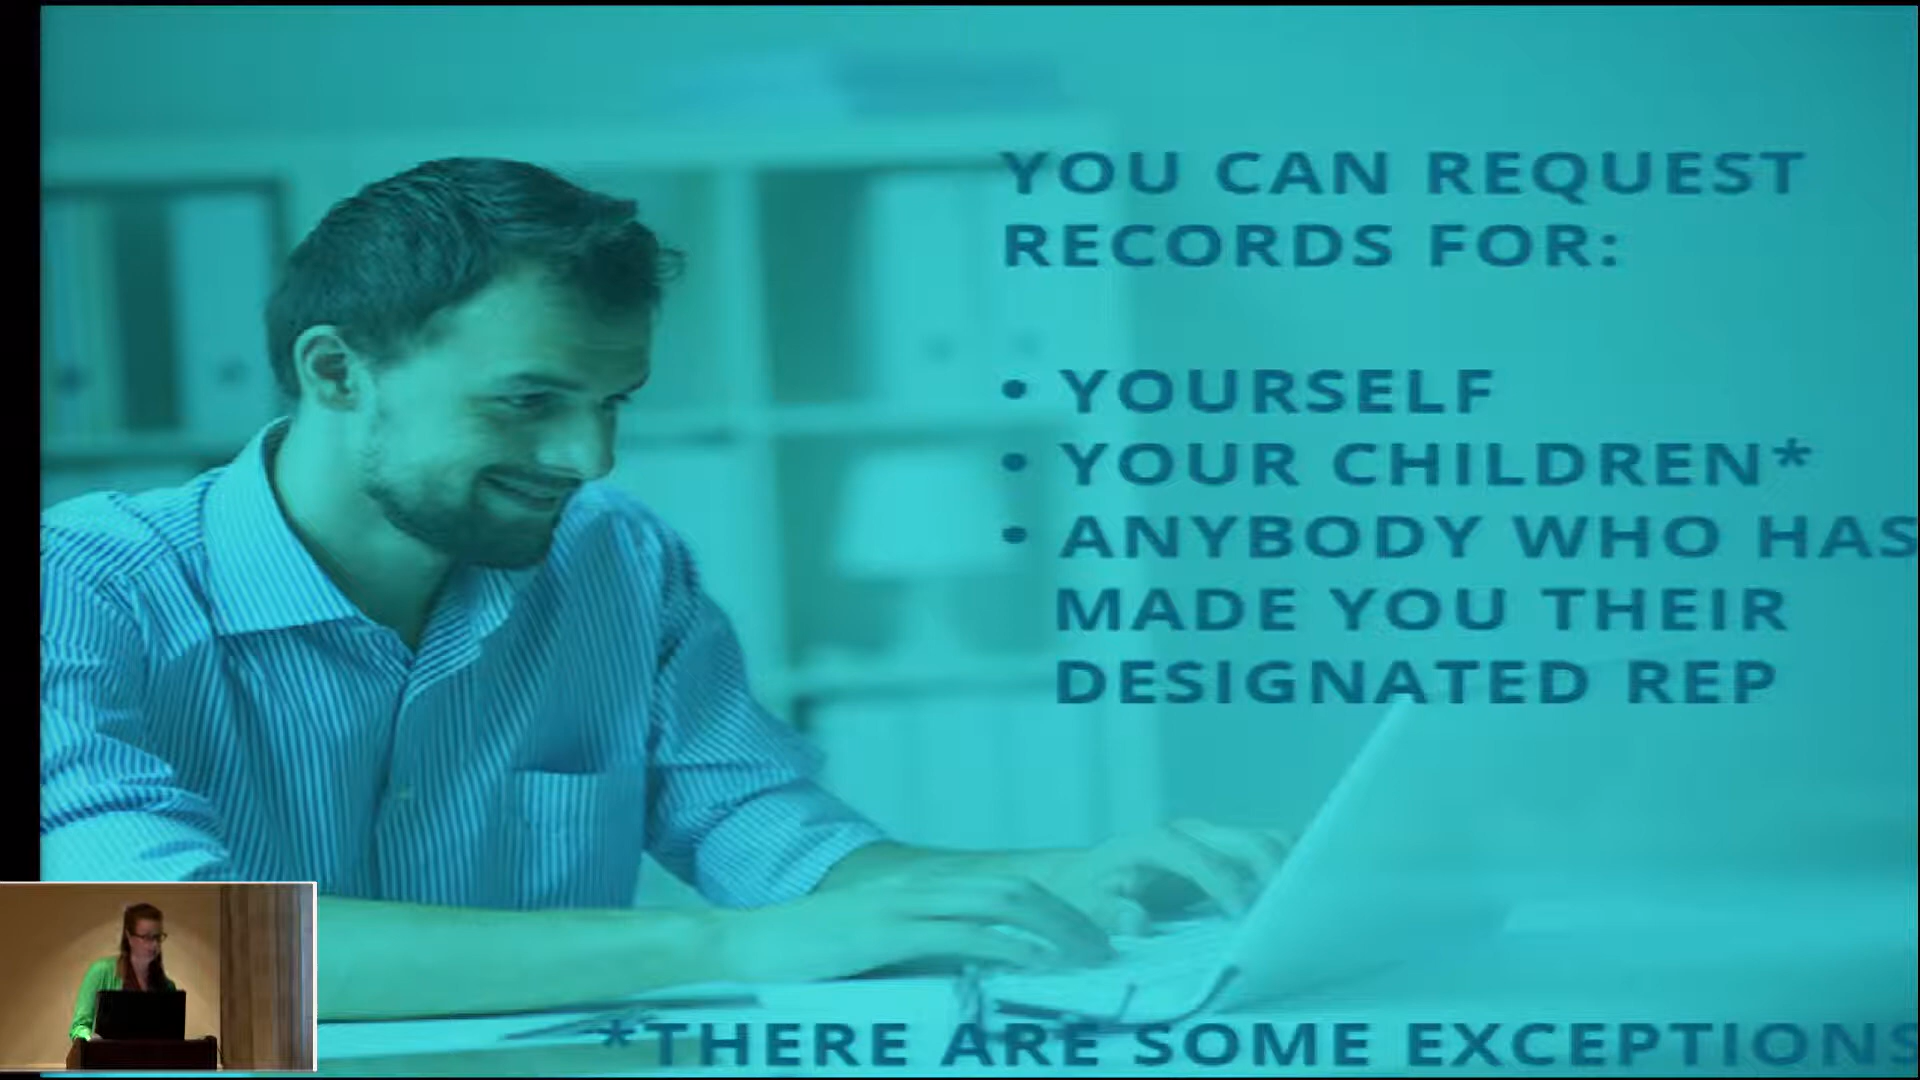 YOU CAN REQUEST
RECORDS FOR:
• YOURSELF
• YOUR CHILDREN*
• ANYBODY WHO HAS
MADE YOU THEIR
DESIGNATED REP
*THERE ARE SOME EXCEPTIONS